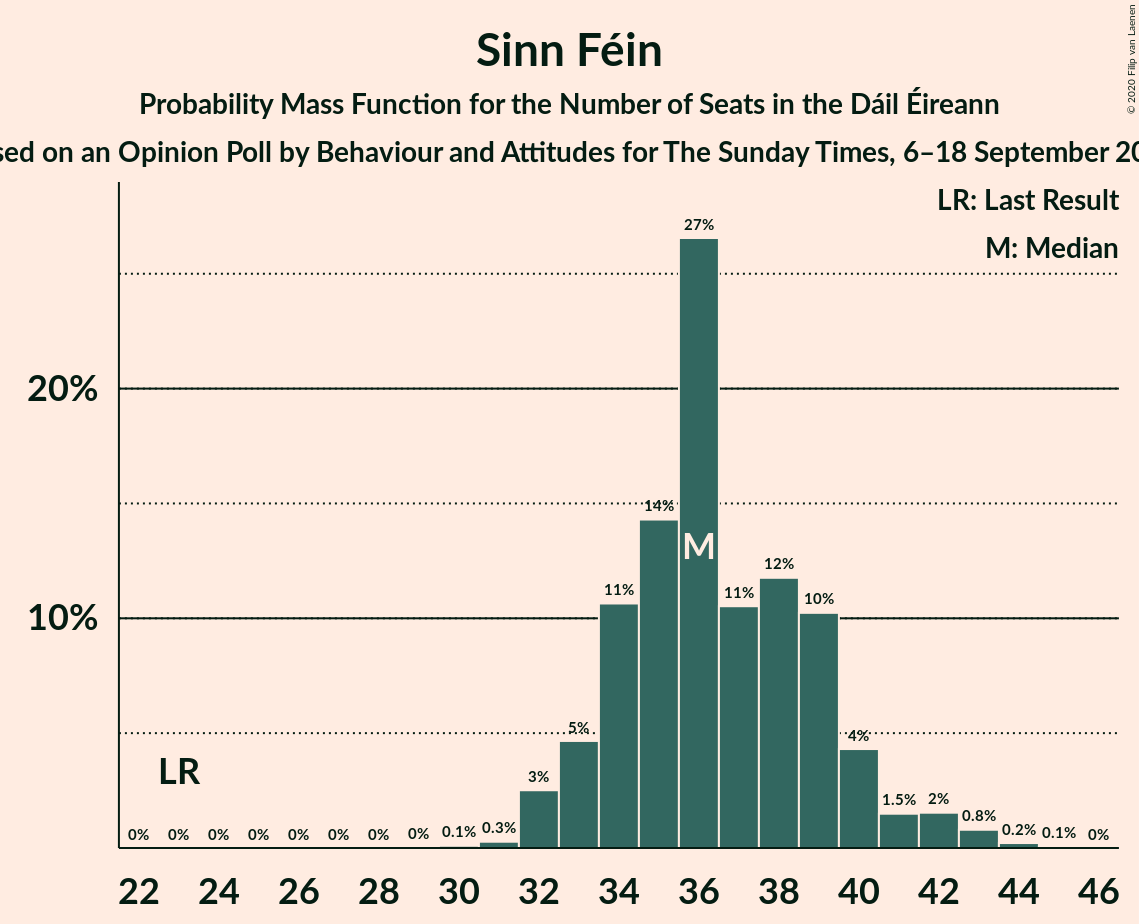 Sinn Féin
Probability Mass Function for the Number of Seats in the Dáil Éireann
on an Opinion Poll by Behaviour and Attitudes for The Sunday Times, 6–18 September
© 2020 Filip van Laenen
LR: Last Result
M: Median
27%
20%
14%
M
12%
11%
11%
10%
10%
5%
4%
LR
3%
0% 0% 0% 0% 0% 0% 0% 0% 0.1% 0.3% 1.5% 2% 0.8% 0.2% 0.1% 0%
22 24 26 28 30 32 34 36 38 40 42 44 46